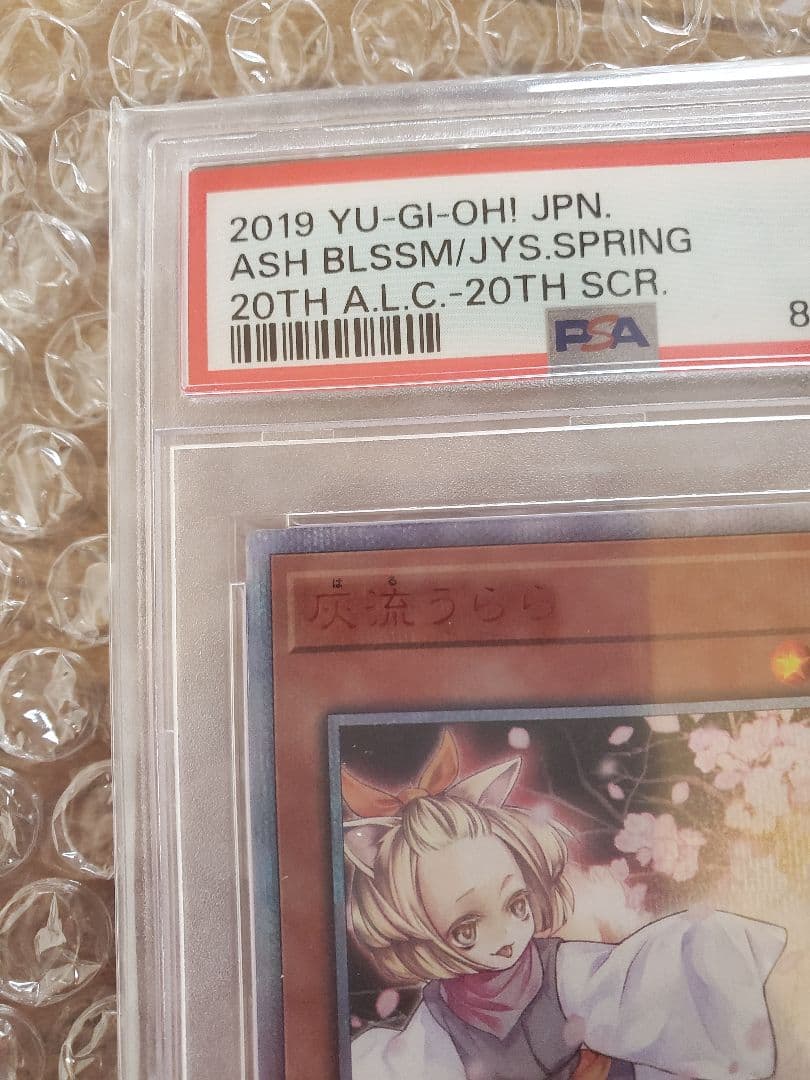 2019 YU-GI-OH! JPN.
ASH BLSSM/JYS.SPRING
20TH A.L.C.-20TH SCR.
8
PSA
は る
灰流うらら